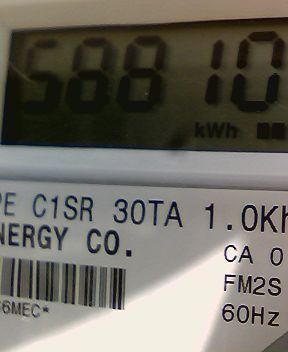 58810
kWh
PE C1SR 30TA 1.0Kh
NERGY CO.
CA 0
FM2S
60Hz
6MEC*